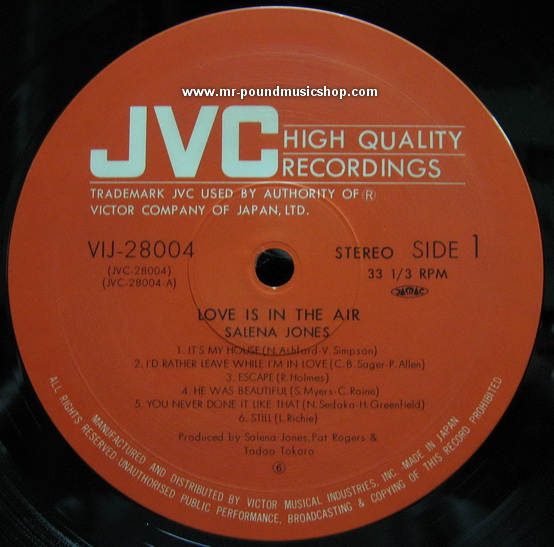 www.mr-poundmusicshop.com
JVC HIGH QUALITY RECORDINGS
TRADEMARK JVC USED BY AUTHORITY OF Ⓡ
VICTOR COMPANY OF JAPAN, LTD.
VIJ-28004
(JVC-28004)
(JVC-28004-A)
STEREO SIDE 1
33 1/3 RPM
JASRAC
LOVE IS IN THE AIR
SALENA JONES
1. IT'S MY HOUSE (N. Ashford-V. Simpson)
2. I'D RATHER LEAVE WHILE I'M IN LOVE (C. B. Sager-P. Allen)
3. ESCAPE (R. Holmes)
4. HE WAS BEAUTIFUL (S. Myers-C. Raine)
5. YOU NEVER DONE IT LIKE THAT (N. Sedaka-H. Greenfield)
6. STILL (L. Richie)
Produced by Salena Jones, Pat Rogers &
Tadao Tokoro
⑥
MANUFACTURED AND DISTRIBUTED BY VICTOR MUSICAL INDUSTRIES, INC. MADE IN JAPAN
ALL RIGHTS RESERVED UNAUTHORISED PUBLIC PERFORMANCE, BROADCASTING & COPYING OF THIS RECORD PROHIBITED